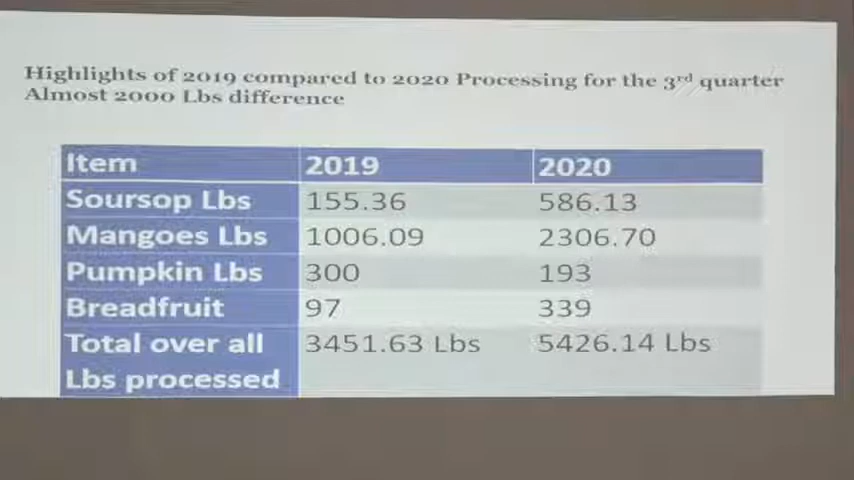 Highlights of 2019 compared to 2020 Processing for the 3rd quarter
Almost 2000 Lbs difference
Item 2019 2020
Soursop Lbs 155.36 586.13
Mangoes Lbs 1006.09 2306.70
Pumpkin Lbs 300 193
Breadfruit 97 339
Total over all 3451.63 Lbs 5426.14 Lbs
Lbs processed